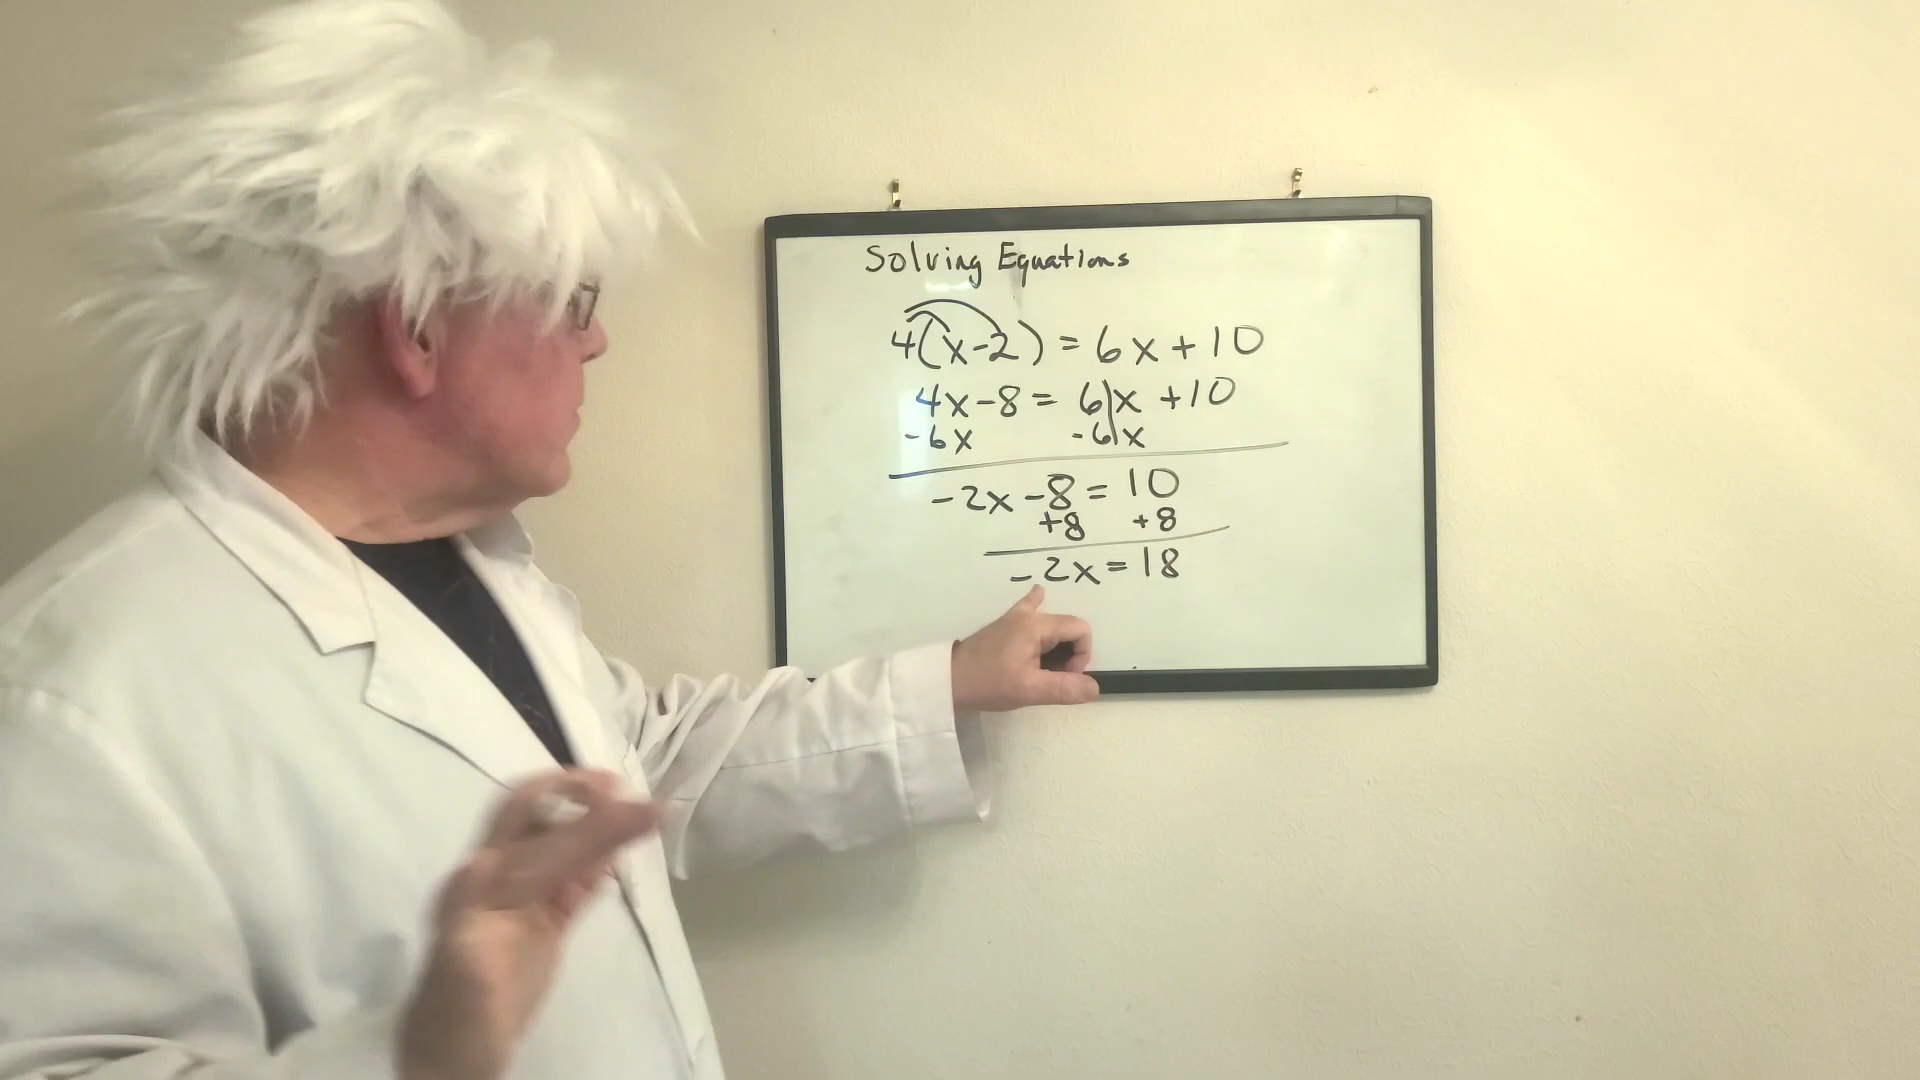 Solving Equations
4(x-2) = 6x+10
4x-8 = 6x +10
-6x -6x
-2x -8 = 10
+8 +8
-2x = 18